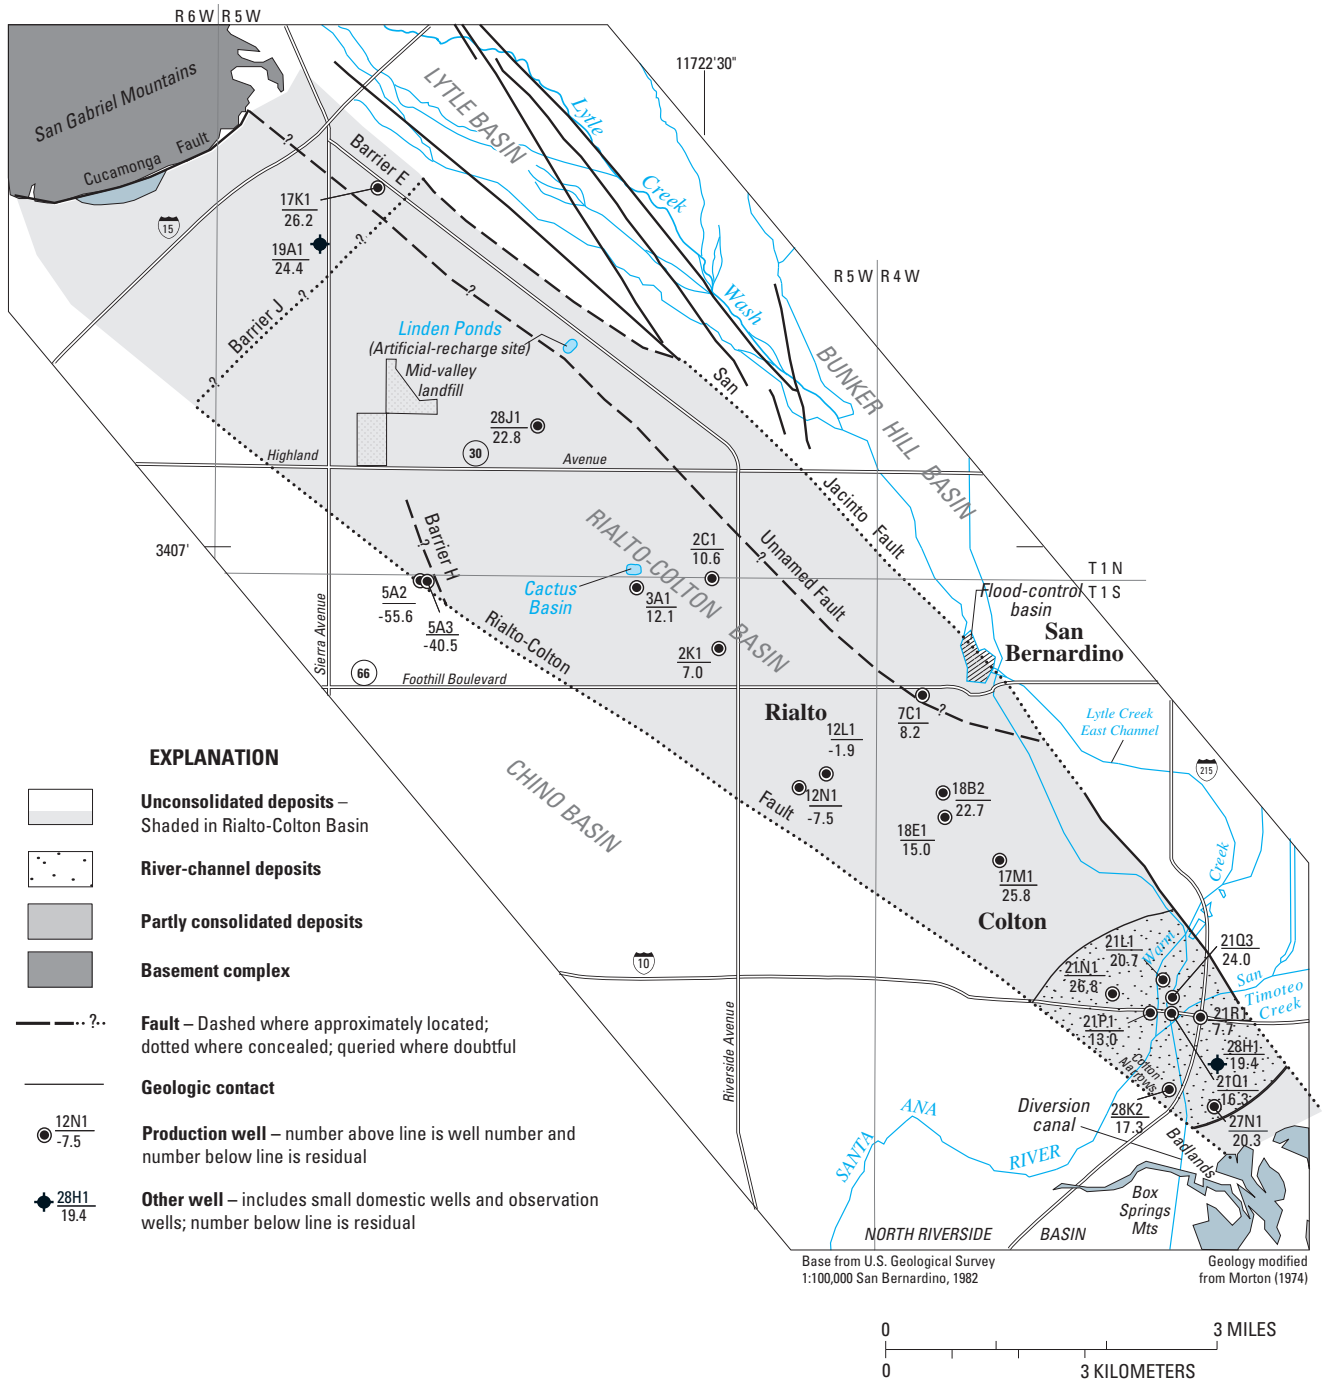 R 6 W R 5 W
11722'30"
San Gabriel Mountains
Cucamonga Fault
LYTLE BASIN
Lytle
Creek
Wash
Barrier E
?
17K1
26.2
15
19A1
24.4
?
?
Barrier J
?
?
R 5 W R 4 W
Linden Ponds
(Artificial-recharge site)
Mid-valley
landfill
San
Jacinto
Fault
BUNKER HILL BASIN
28J1
22.8
30
Highland
Avenue
Barrier H
?
RIALTO-COLTON BASIN
2C1
10.6
Unnamed Fault
?
3407'
T 1 N
T 1 S
Cactus
Basin
3A1
12.1
5A2
-55.6
5A3
-40.5
Flood-control
basin
San
Bernardino
Sierra Avenue
Rialto-Colton
Fault
2K1
7.0
66
Foothill Boulevard
Rialto
7C1
8.2
?
Lytle Creek
East Channel
12L1
-1.9
215
CHINO BASIN
12N1
-7.5
18B2
22.7
18E1
15.0
17M1
25.8
Colton
Warm
Creek
21L1
20.7
21Q3
24.0
21N1
26.8
San
Timoteo
Creek
10
21P1
13.0
21R1
7.7
28H1
19.4
Colton
Narrows
21Q1
16.3
28K2
17.3
27N1
20.3
Riverside Avenue
Diversion
canal
Badlands
SANTA
ANA
RIVER
Box
Springs
Mts
NORTH RIVERSIDE BASIN
Base from U.S. Geological Survey
1:100,000 San Bernardino, 1982
Geology modified
from Morton (1974)
0 3 MILES
0 3 KILOMETERS
EXPLANATION
Unconsolidated deposits –
Shaded in Rialto-Colton Basin
River-channel deposits
Partly consolidated deposits
Basement complex
?
Fault – Dashed where approximately located;
dotted where concealed; queried where doubtful
Geologic contact
12N1
-7.5
Production well – number above line is well number and
number below line is residual
28H1
19.4
Other well – includes small domestic wells and observation
wells; number below line is residual